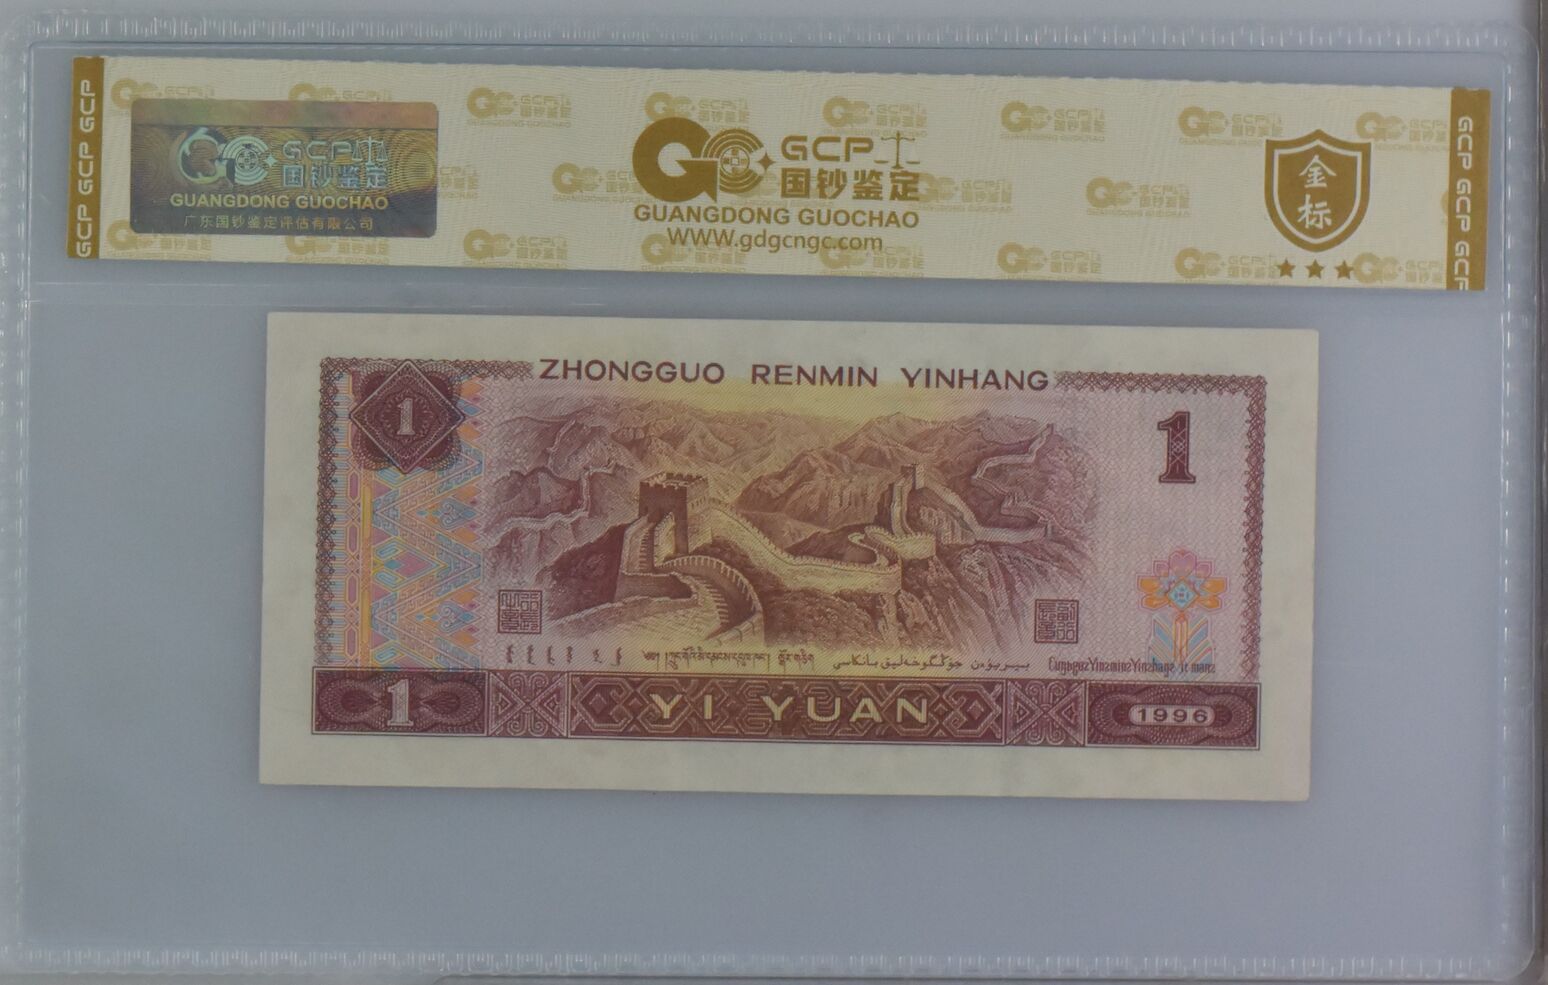 GCP GCP GCP
GCP
国钞鉴定
GUANGDONG GUOCHAO
广东国钞鉴定评估有限公司
GCP
国钞鉴定
GUANGDONG GUOCHAO
WWW.gdgcngc.com
金
标
GCP GCP GCP
ZHONGGUO RENMIN YINHANG
1
1
1
YI YUAN
1996